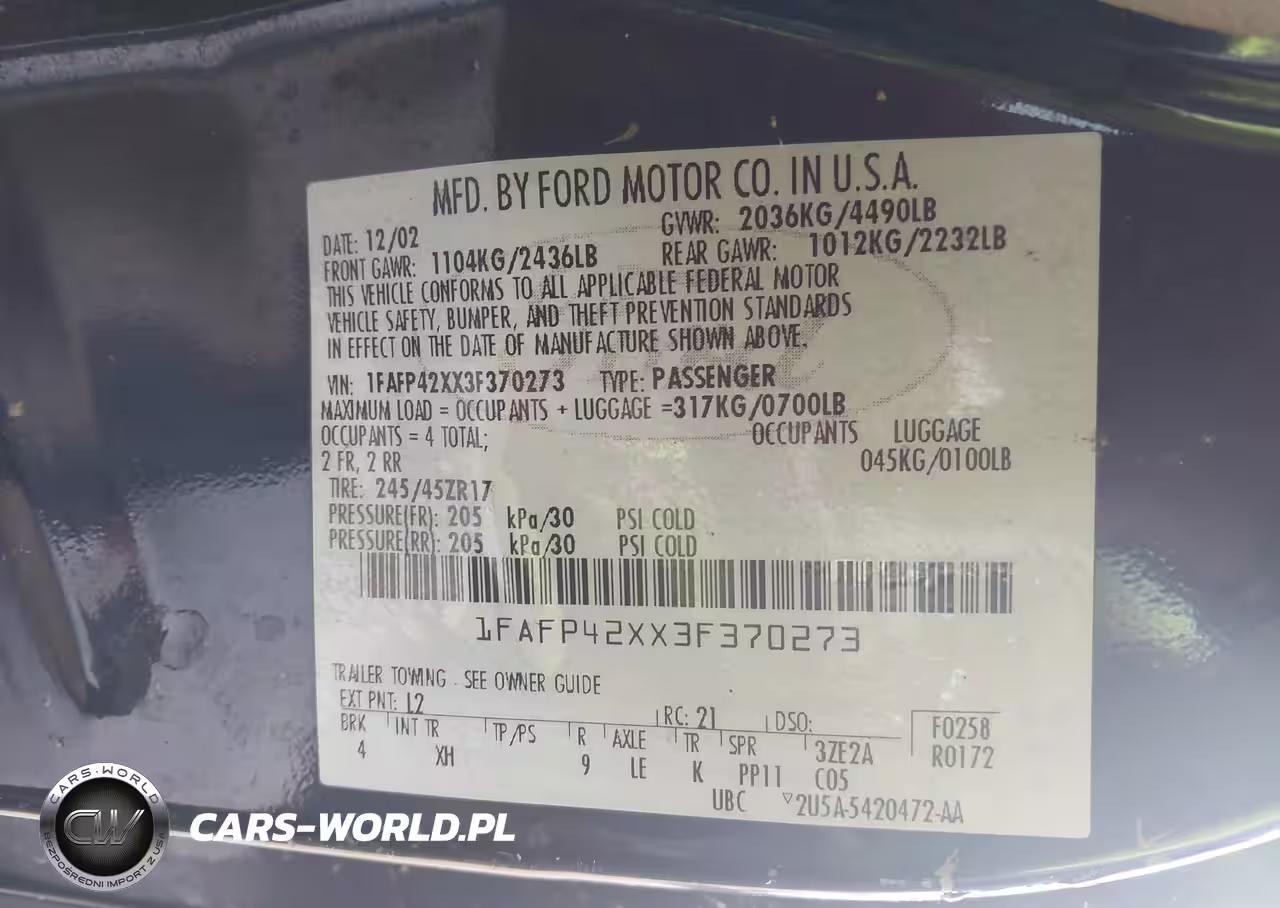 MFD. BY FORD MOTOR CO. IN U.S.A.
DATE: 12/02 GVWR: 2036KG/4490LB
FRONT GAWR: 1104KG/2436LB REAR GAWR: 1012KG/2232LB
THIS VEHICLE CONFORMS TO ALL APPLICABLE FEDERAL MOTOR
VEHICLE SAFETY, BUMPER, AND THEFT PREVENTION STANDARDS
IN EFFECT ON THE DATE OF MANUFACTURE SHOWN ABOVE.
VIN: 1FAFP42XX3F370273 TYPE: PASSENGER
MAXIMUM LOAD = OCCUPANTS + LUGGAGE =317KG/0700LB
OCCUPANTS = 4 TOTAL; OCCUPANTS LUGGAGE
2 FR, 2 RR 045KG/0100LB
TIRE: 245/45ZR17
PRESSURE(FR): 205 kPa/30 PSI COLD
PRESSURE(RR): 205 kPa/30 PSI COLD
1FAFP42XX3F370273
TRAILER TOWING - SEE OWNER GUIDE
EXT PNT: L2 RC: 21 DSO: F0258
BRK INT TR TP/PS R AXLE TR SPR 3ZE2A R0172
4 XH 9 LE K PP11 C05
UBC ▽2U5A-5420472-AA
CARS-WORLD
CW
BEZPOŚREDNI IMPORT Z USA
CARS-WORLD.PL